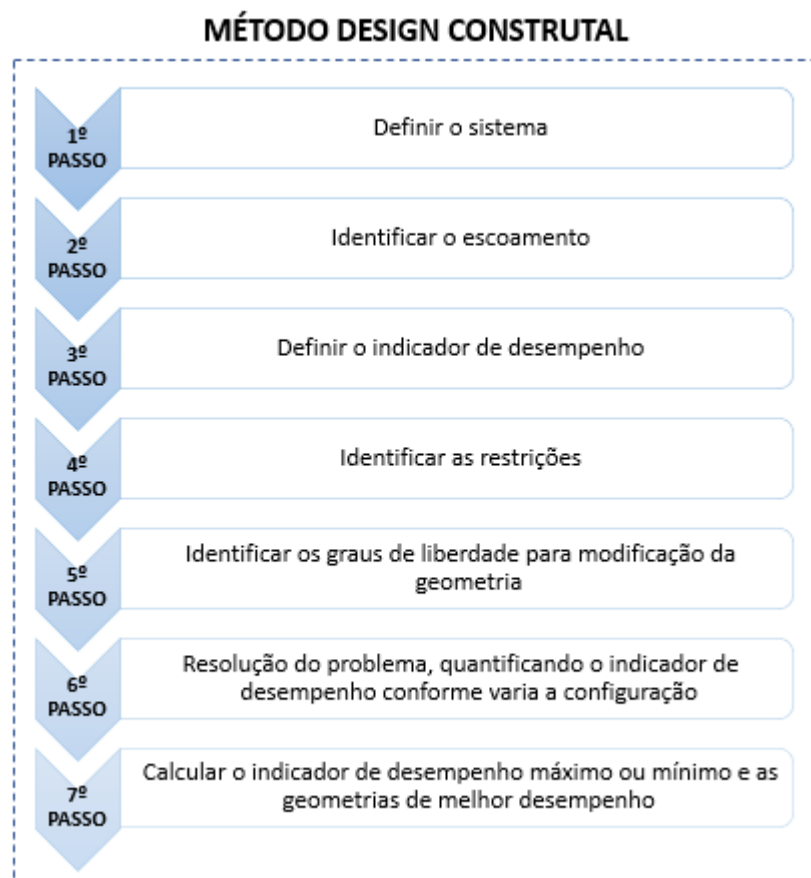 MÉTODO DESIGN CONSTRUTAL
1º
PASSO
Definir o sistema
2º
PASSO
Identificar o escoamento
3º
PASSO
Definir o indicador de desempenho
4º
PASSO
Identificar as restrições
5º
PASSO
Identificar os graus de liberdade para modificação da
geometria
6º
PASSO
Resolução do problema, quantificando o indicador de
desempenho conforme varia a configuração
7º
PASSO
Calcular o indicador de desempenho máximo ou mínimo e as
geometrias de melhor desempenho